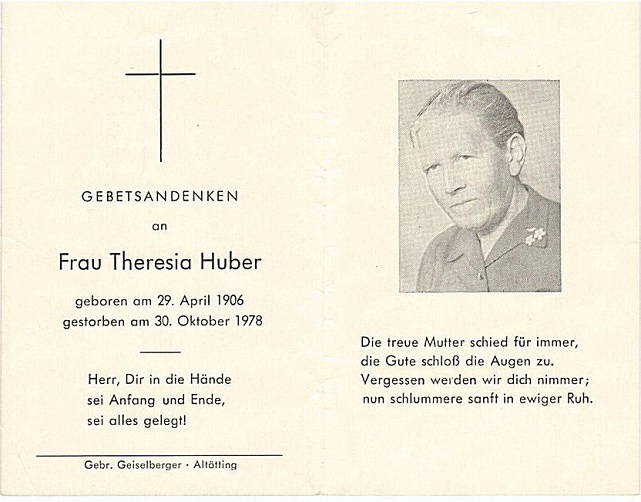 GEBETSANDENKEN
an
Frau Theresia Huber
geboren am 29. April 1906
gestorben am 30. Oktober 1978
Herr, Dir in die Hände
sei Anfang und Ende,
sei alles gelegt!
Gebr. Geiselberger · Altötting
Die treue Mutter schied für immer,
die Gute schloß die Augen zu.
Vergessen werden wir dich nimmer;
nun schlummere sanft in ewiger Ruh.